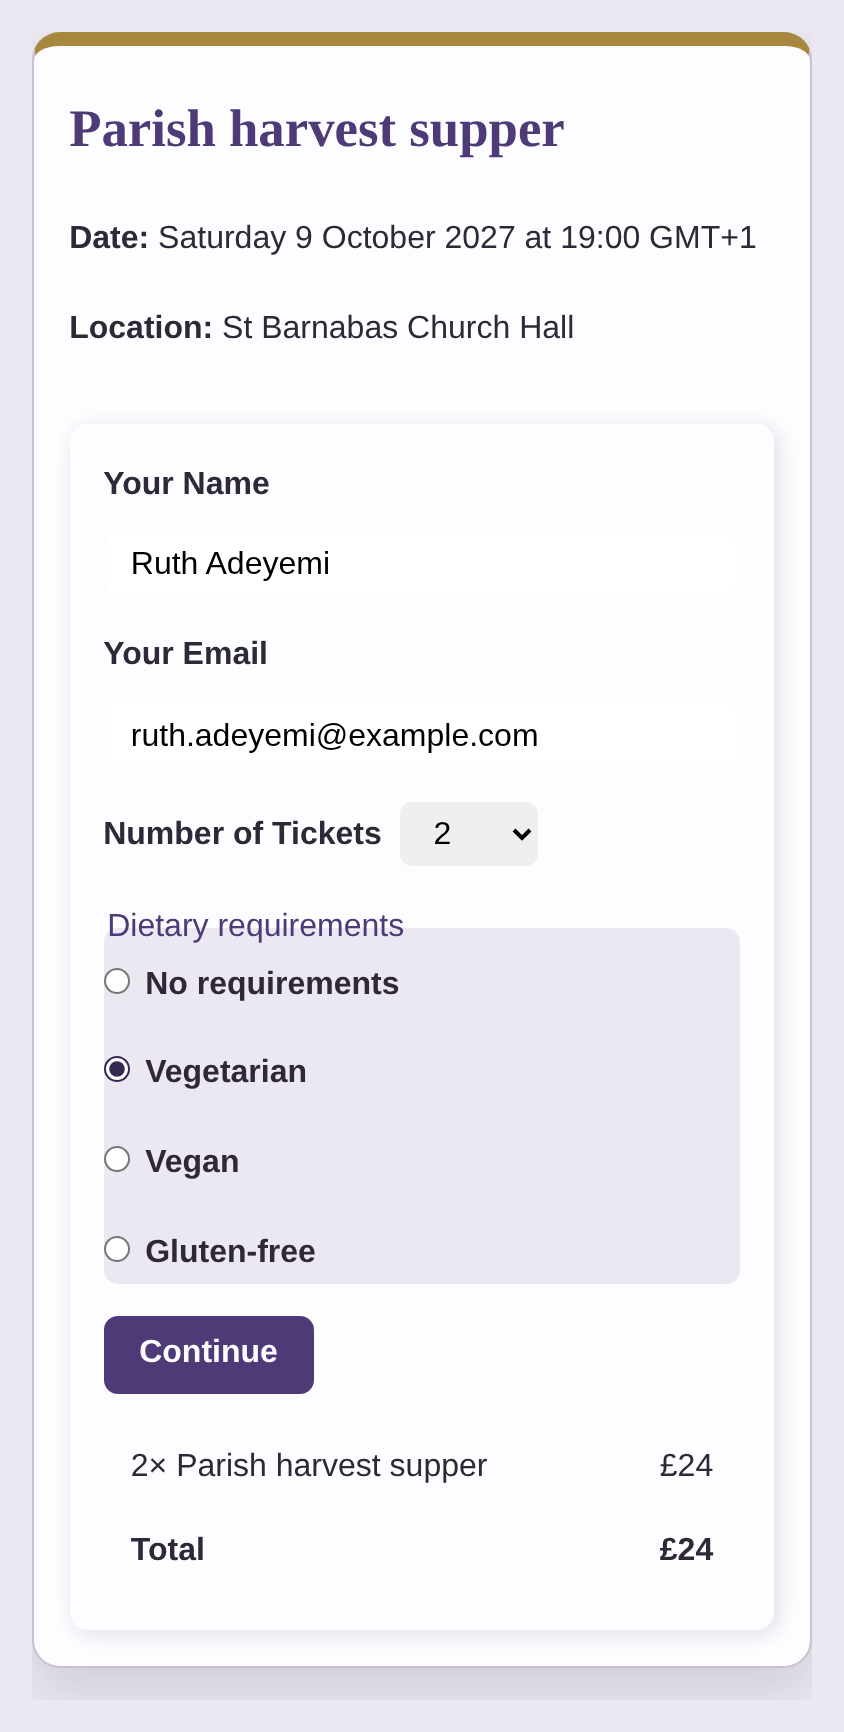 Parish harvest supper
Date: Saturday 9 October 2027 at 19:00 GMT+1
Location: St Barnabas Church Hall
Your Name
Ruth Adeyemi
Your Email
ruth.adeyemi@example.com
Number of Tickets 2
Dietary requirements
No requirements
Vegetarian
Vegan
Gluten-free
Continue
2× Parish harvest supper £24
Total £24